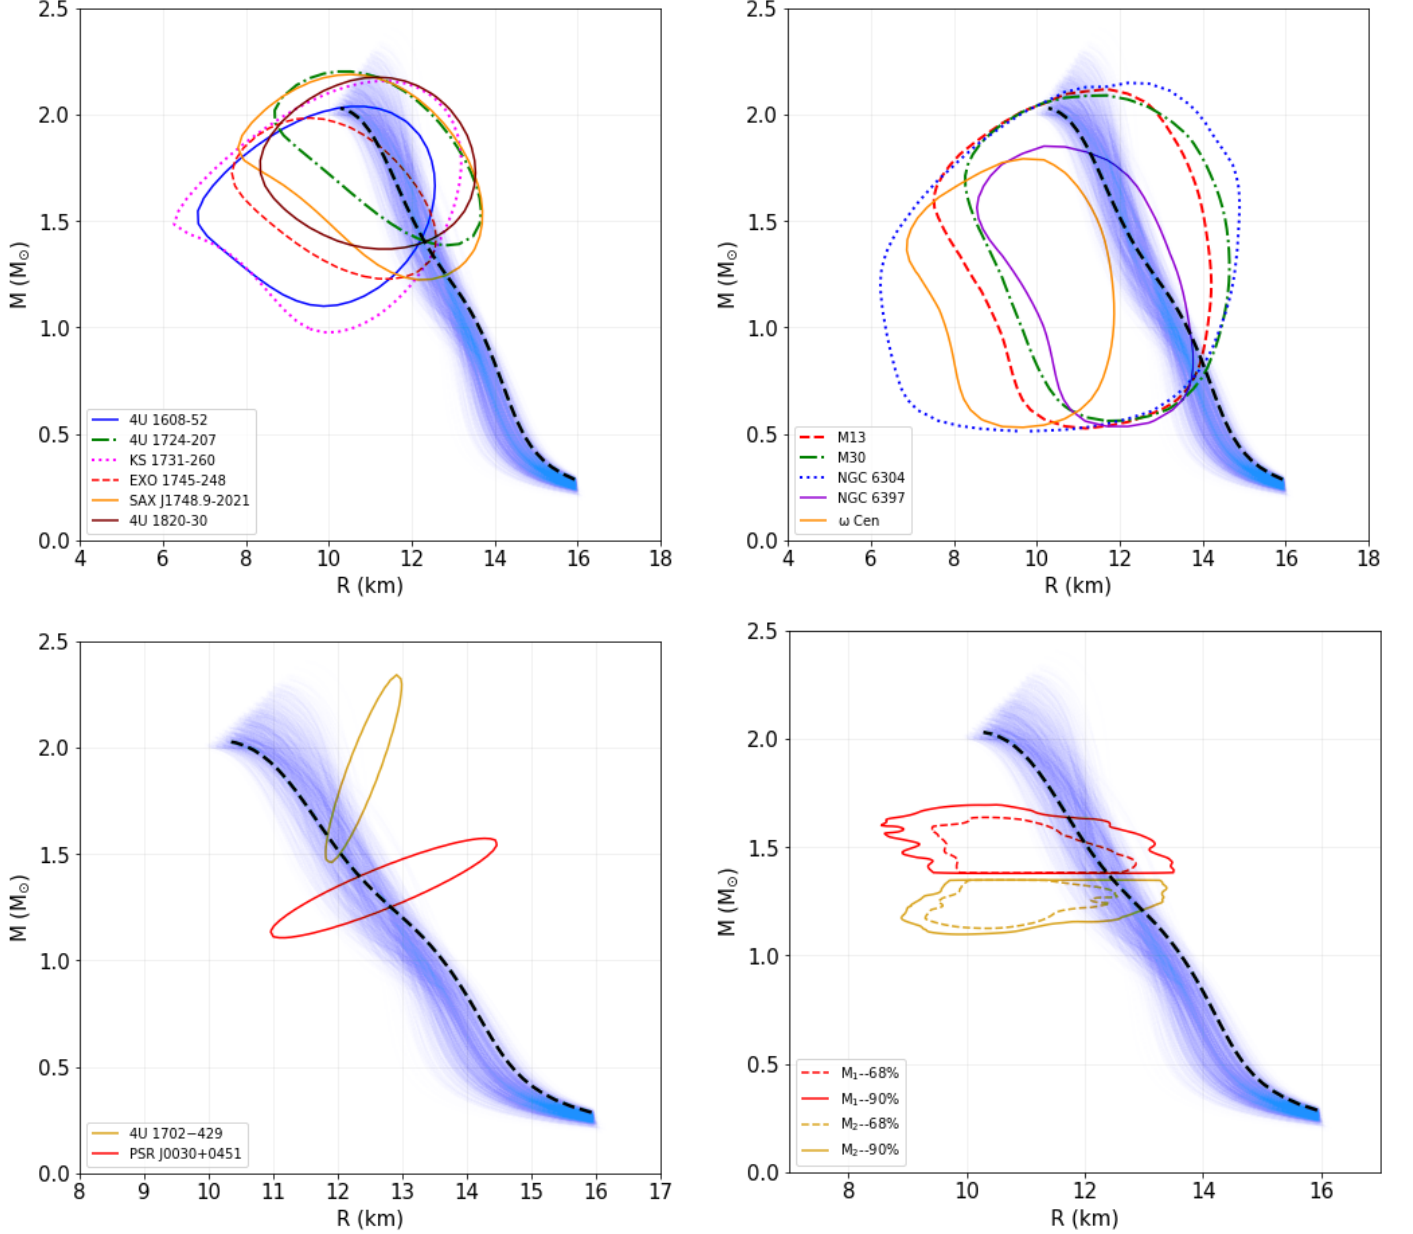 2.5
2.0
1.5
1.0
0.5
0.0
M (M⊙)
4U 1608-52
4U 1724-207
KS 1731-260
EXO 1745-248
SAX J1748.9-2021
4U 1820-30
4 6 8 10 12 14 16 18
R (km)
2.5
2.0
1.5
1.0
0.5
0.0
M (M⊙)
M13
M30
NGC 6304
NGC 6397
ω Cen
4 6 8 10 12 14 16 18
R (km)
2.5
2.0
1.5
1.0
0.5
0.0
M (M⊙)
4U 1702−429
PSR J0030+0451
8 9 10 11 12 13 14 15 16 17
R (km)
2.5
2.0
1.5
1.0
0.5
0.0
M (M⊙)
M₁--68%
M₁--90%
M₂--68%
M₂--90%
8 10 12 14 16
R (km)